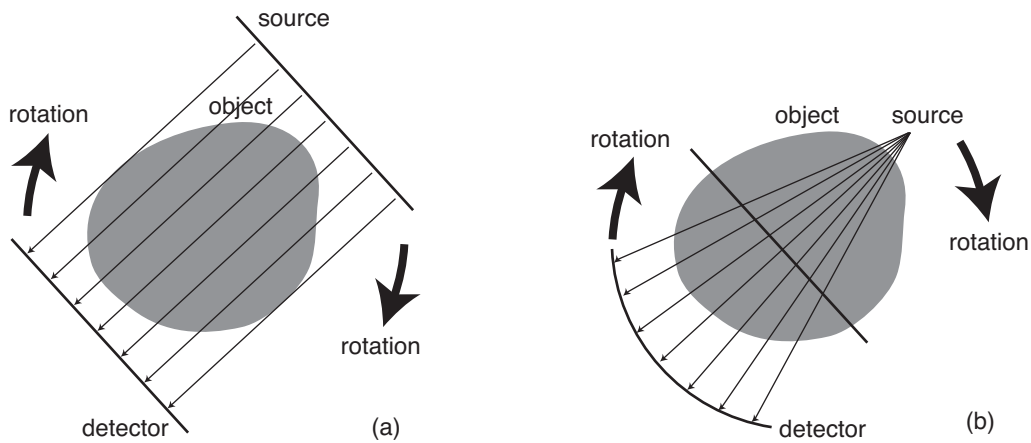 source
object
rotation
rotation
detector
(a)
object
source
rotation
rotation
detector
(b)